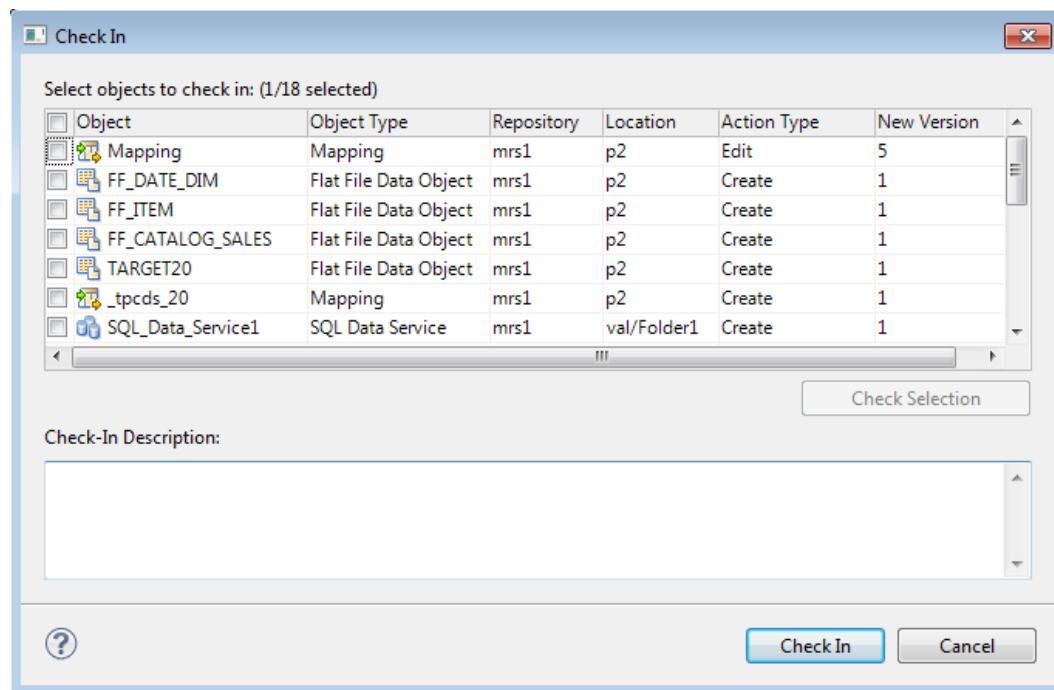 Check In
Select objects to check in: (1/18 selected)
Object Object Type Repository Location Action Type New Version
Mapping Mapping mrs1 p2 Edit 5
FF_DATE_DIM Flat File Data Object mrs1 p2 Create 1
FF_ITEM Flat File Data Object mrs1 p2 Create 1
FF_CATALOG_SALES Flat File Data Object mrs1 p2 Create 1
TARGET20 Flat File Data Object mrs1 p2 Create 1
_tpcds_20 Mapping mrs1 p2 Create 1
SQL_Data_Service1 SQL Data Service mrs1 val/Folder1 Create 1
Check Selection
Check-In Description:
Check In Cancel